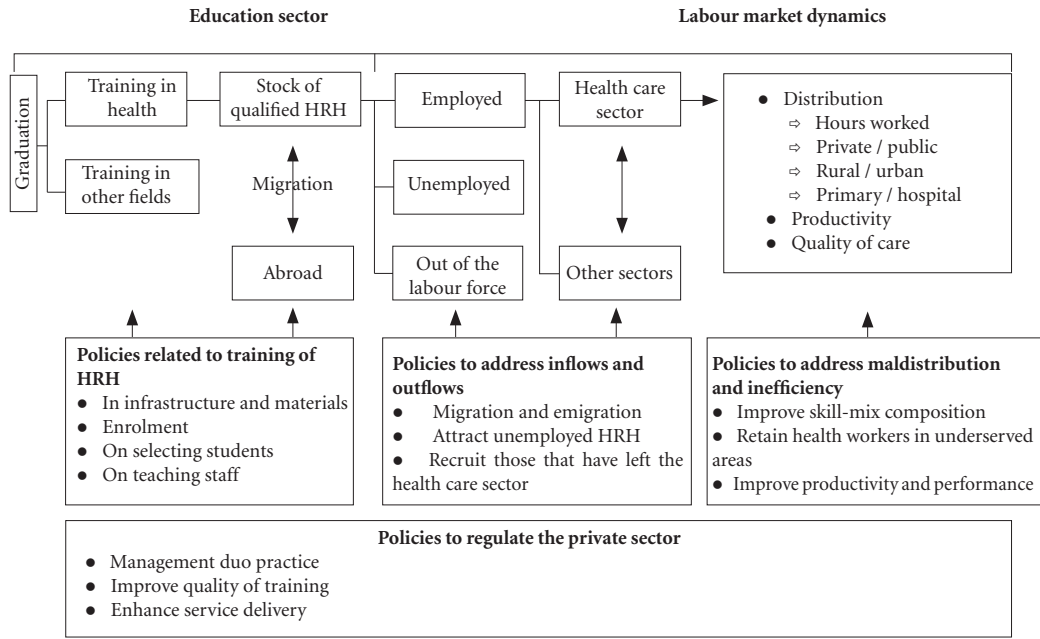 Education sector
Labour market dynamics
Graduation
Training in
health
Training in
other fields
Stock of
qualified HRH
Migration
Abroad
Employed
Unemployed
Out of the
labour force
Health care
sector
Other sectors
● Distribution
⇨ Hours worked
⇨ Private / public
⇨ Rural / urban
⇨ Primary / hospital
● Productivity
● Quality of care
Policies related to training of
HRH
● In infrastructure and materials
● Enrolment
● On selecting students
● On teaching staff
Policies to address inflows and
outflows
● Migration and emigration
● Attract unemployed HRH
● Recruit those that have left the
health care sector
Policies to address maldistribution
and inefficiency
● Improve skill-mix composition
● Retain health workers in underserved
areas
● Improve productivity and performance
Policies to regulate the private sector
● Management duo practice
● Improve quality of training
● Enhance service delivery